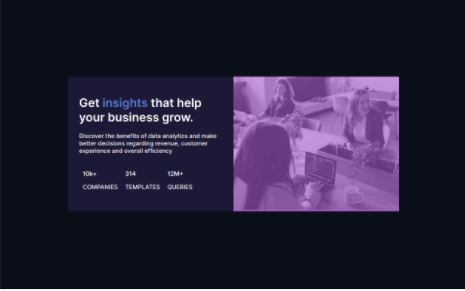 Get insights that help
your business grow.
Discover the benefits of data analytics and make
better decisions regarding revenue, customer
experience and overall efficiency
10k+ 314 12M+
COMPANIES TEMPLATES QUERIES